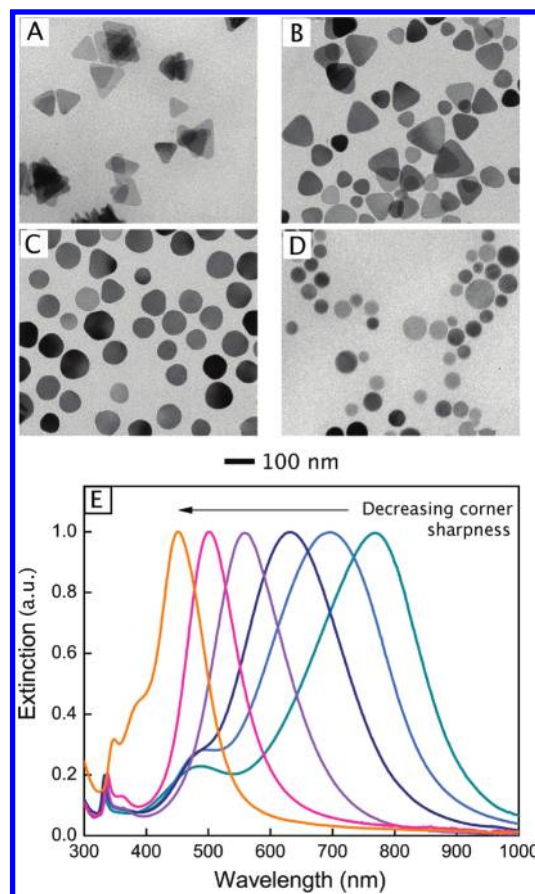 A
B
C
D
100 nm
E
Decreasing corner
sharpness
1.0
0.8
0.6
0.4
0.2
0.0
Extinction (a.u.)
300 400 500 600 700 800 900 1000
Wavelength (nm)